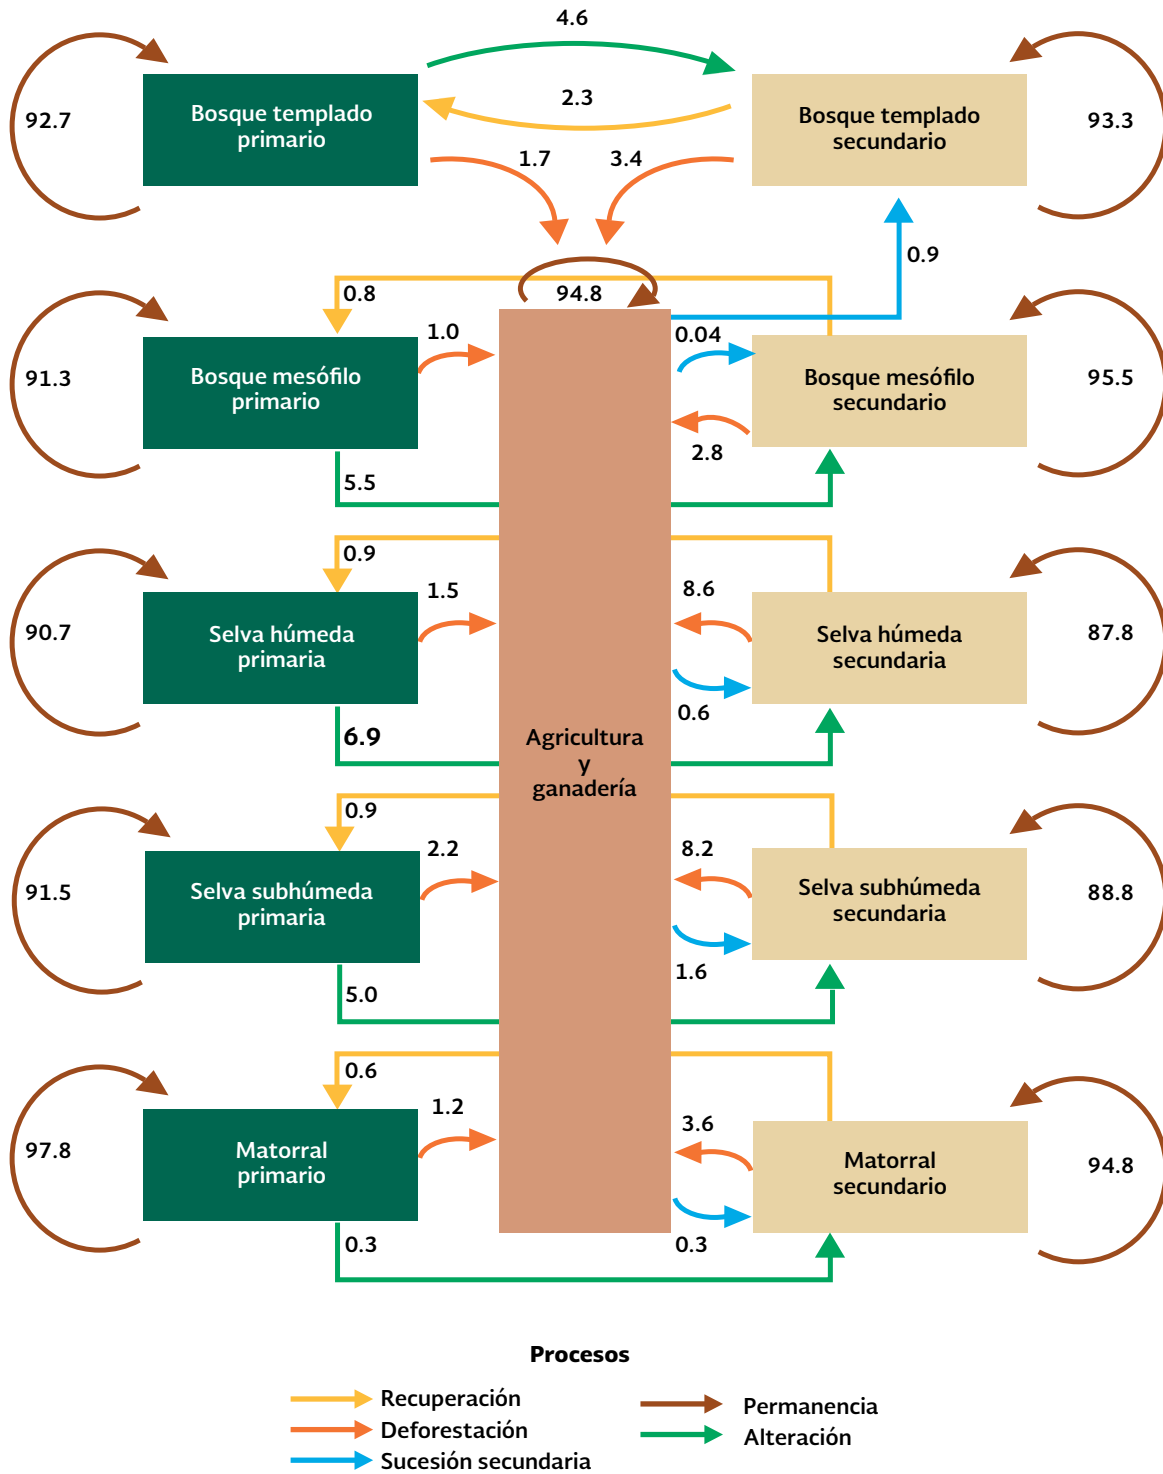 4.6
92.7
Bosque templado
primario
2.3
Bosque templado
secundario
93.3
1.7
3.4
0.9
94.8
0.8
91.3
Bosque mesófilo
primario
1.0
0.04
Bosque mesófilo
secundario
95.5
2.8
5.5
0.9
90.7
Selva húmeda
primaria
1.5
8.6
Selva húmeda
secundaria
87.8
0.6
6.9
Agricultura
y
ganadería
0.9
91.5
Selva subhúmeda
primaria
2.2
8.2
Selva subhúmeda
secundaria
88.8
1.6
5.0
0.6
97.8
Matorral
primario
1.2
3.6
Matorral
secundario
94.8
0.3
0.3
Procesos
Recuperación
Deforestación
Sucesión secundaria
Permanencia
Alteración